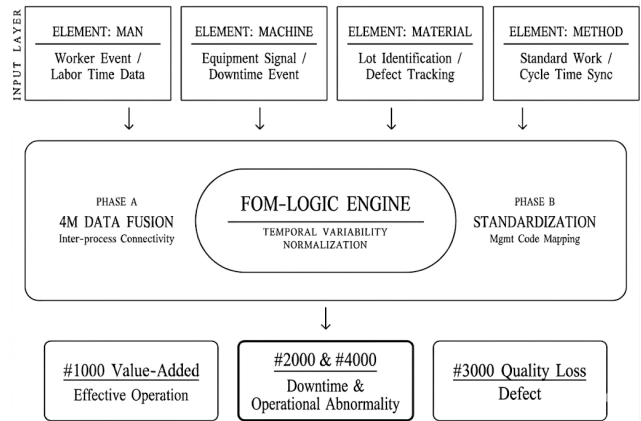 INPUT LAYER
ELEMENT: MAN
Worker Event /
Labor Time Data
ELEMENT: MACHINE
Equipment Signal /
Downtime Event
ELEMENT: MATERIAL
Lot Identification /
Defect Tracking
ELEMENT: METHOD
Standard Work /
Cycle Time Sync
PHASE A
4M DATA FUSION
Inter-process Connectivity
FOM-LOGIC ENGINE
TEMPORAL VARIABILITY
NORMALIZATION
PHASE B
STANDARDIZATION
Mgmt Code Mapping
#1000 Value-Added
Effective Operation
#2000 & #4000
Downtime &
Operational Abnormality
#3000 Quality Loss
Defect